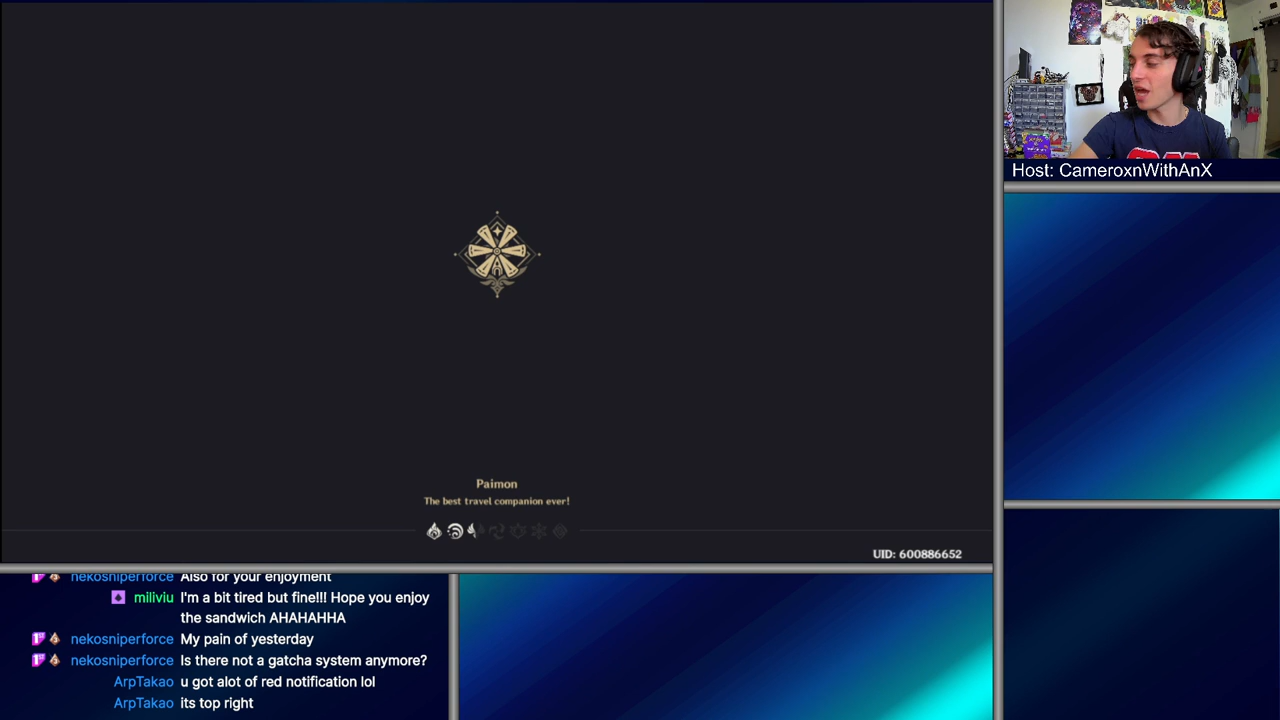 Host: CameroxnWithAnX
Paimon
The best travel companion ever!
UID: 600886652
nekosniperforce Also for your enjoyment
miliviu I'm a bit tired but fine!!! Hope you enjoy
the sandwich AHAHAHHA
nekosniperforce My pain of yesterday
nekosniperforce Is there not a gatcha system anymore?
ArpTakao u got alot of red notification lol
ArpTakao its top right